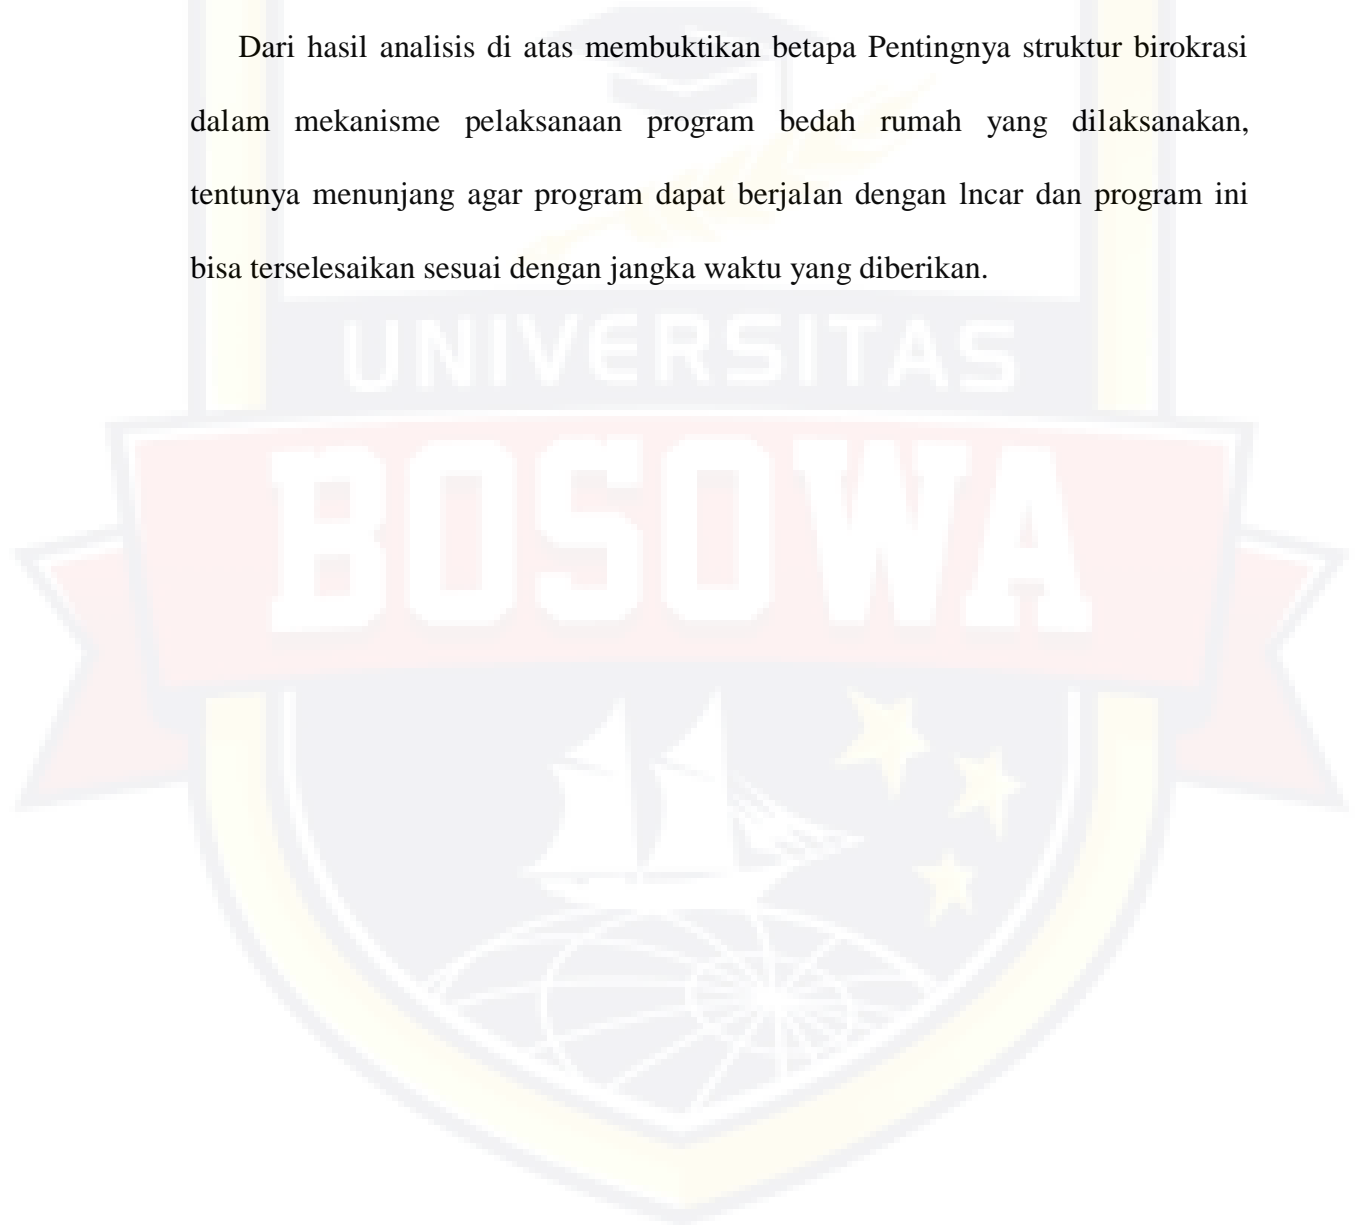 Dari hasil analisis di atas membuktikan betapa Pentingnya struktur birokrasi
dalam mekanisme pelaksanaan program bedah rumah yang dilaksanakan,
tentunya menunjang agar program dapat berjalan dengan lncar dan program ini
bisa terselesaikan sesuai dengan jangka waktu yang diberikan.
UNIVERSITAS
BOSOWA